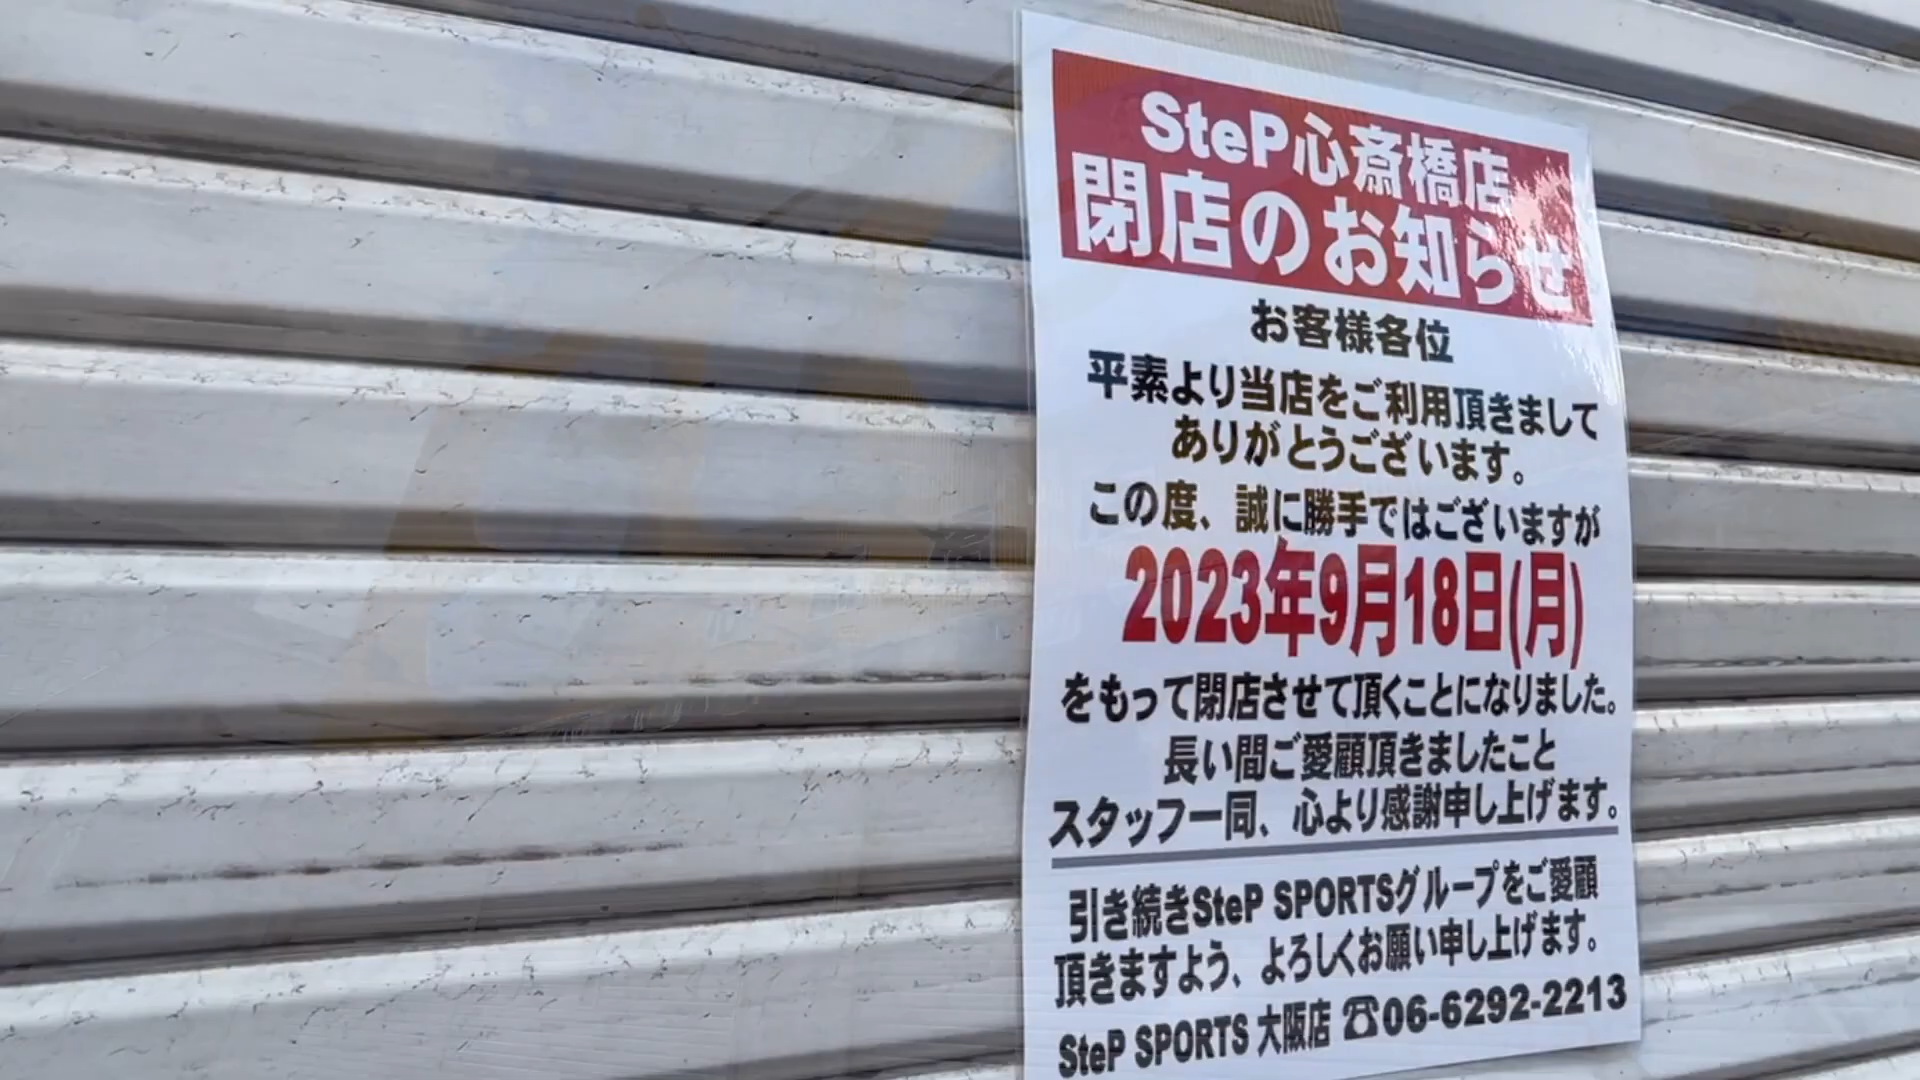 SteP心斎橋店
閉店のお知らせ
お客様各位
平素より当店をご利用頂きまして
ありがとうございます。
この度、誠に勝手ではございますが
2023年9月18日(月)
をもって閉店させて頂くことになりました。
長い間ご愛顧頂きましたこと
スタッフ一同、心より感謝申し上げます。
引き続きSteP SPORTSグループをご愛顧
頂きますよう、よろしくお願い申し上げます。
SteP SPORTS 大阪店 ☎06-6292-2213